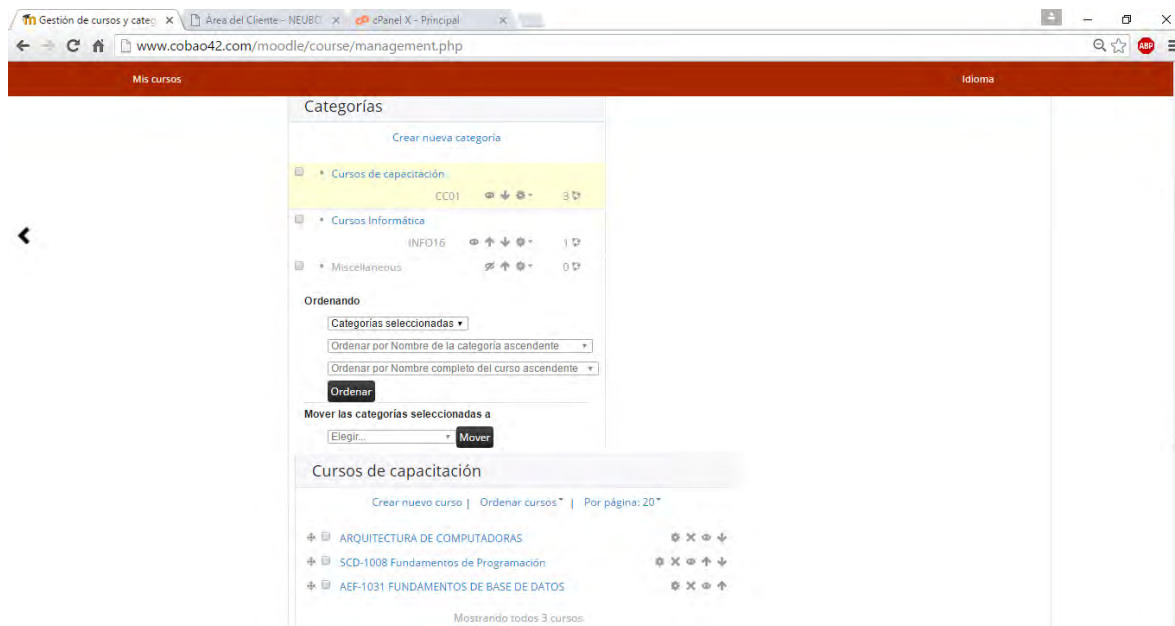 Gestión de cursos y categ
Área del Cliente - NEUBO
cPanel X - Principal
www.cobao42.com/moodle/course/management.php
ABP
Mis cursos
Idioma
Categorías
Crear nueva categoría
Cursos de capacitación
CC01
3
Cursos Informática
INFO16
1
Miscellaneous
0
Ordenando
Categorías seleccionadas
Ordenar por Nombre de la categoría ascendente
Ordenar por Nombre completo del curso ascendente
Ordenar
Mover las categorías seleccionadas a
Elegir...
Mover
Cursos de capacitación
Crear nuevo curso | Ordenar cursos | Por página: 20
ARQUITECTURA DE COMPUTADORAS
SCD-1008 Fundamentos de Programación
AEF-1031 FUNDAMENTOS DE BASE DE DATOS
Mostrando todos 3 cursos